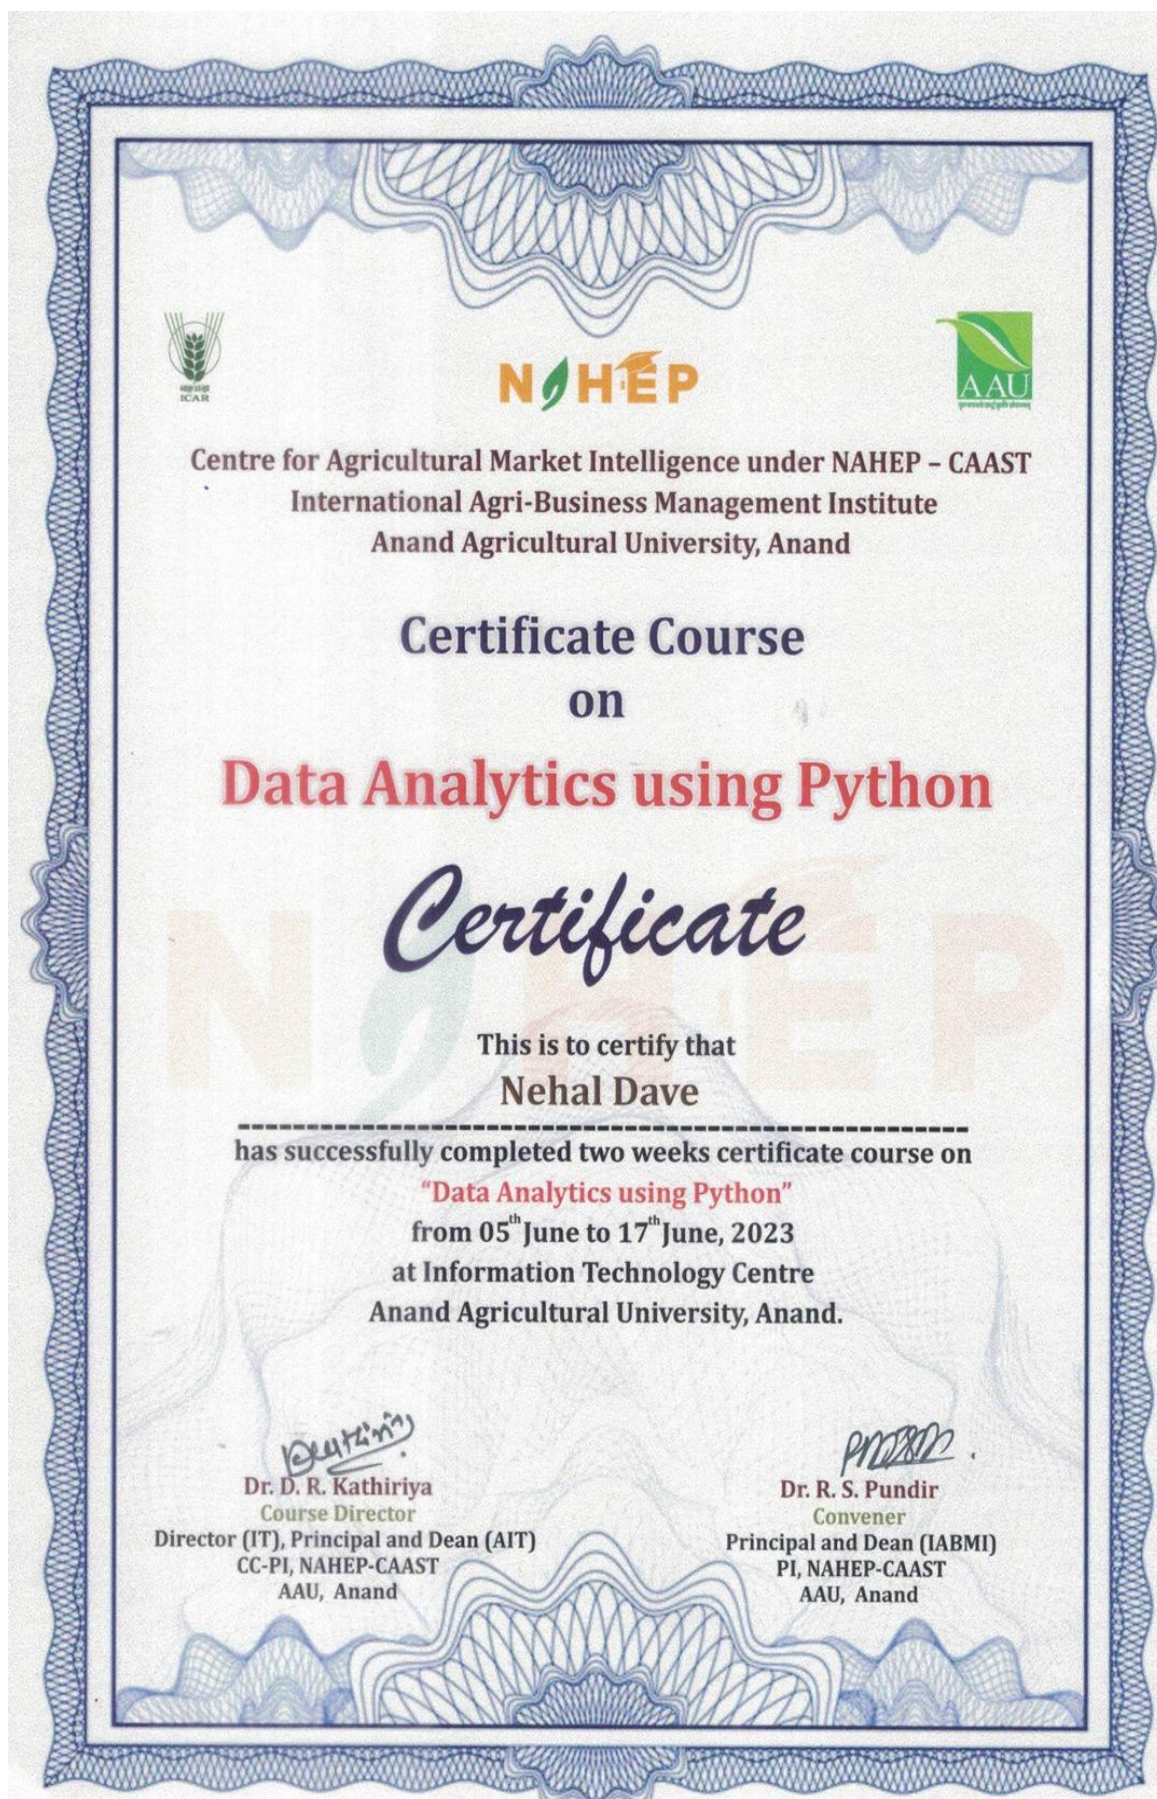 ICAR
NAHEP
AAU
Centre for Agricultural Market Intelligence under NAHEP – CAAST
International Agri-Business Management Institute
Anand Agricultural University, Anand
Certificate Course
on
Data Analytics using Python
Certificate
This is to certify that
Nehal Dave
has successfully completed two weeks certificate course on
“Data Analytics using Python”
from 05th June to 17th June, 2023
at Information Technology Centre
Anand Agricultural University, Anand.
Dr. D. R. Kathiriya
Course Director
Director (IT), Principal and Dean (AIT)
CC-PI, NAHEP-CAAST
AAU, Anand
Dr. R. S. Pundir
Convener
Principal and Dean (IABMI)
PI, NAHEP-CAAST
AAU, Anand